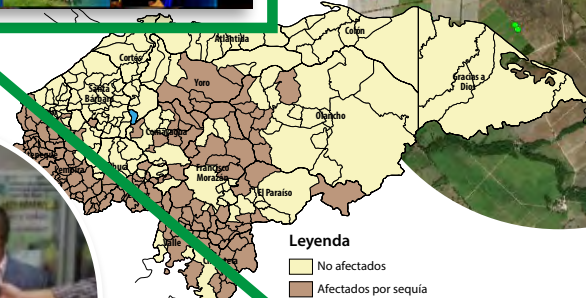 Atlántida
Colón
Cortés
Yoro
Gracias a
Dios
Santa
Bárbara
Olancho
Comayagua
Francisco
Morazán
El Paraíso
Valle
Leyenda
No afectados
Afectados por sequía